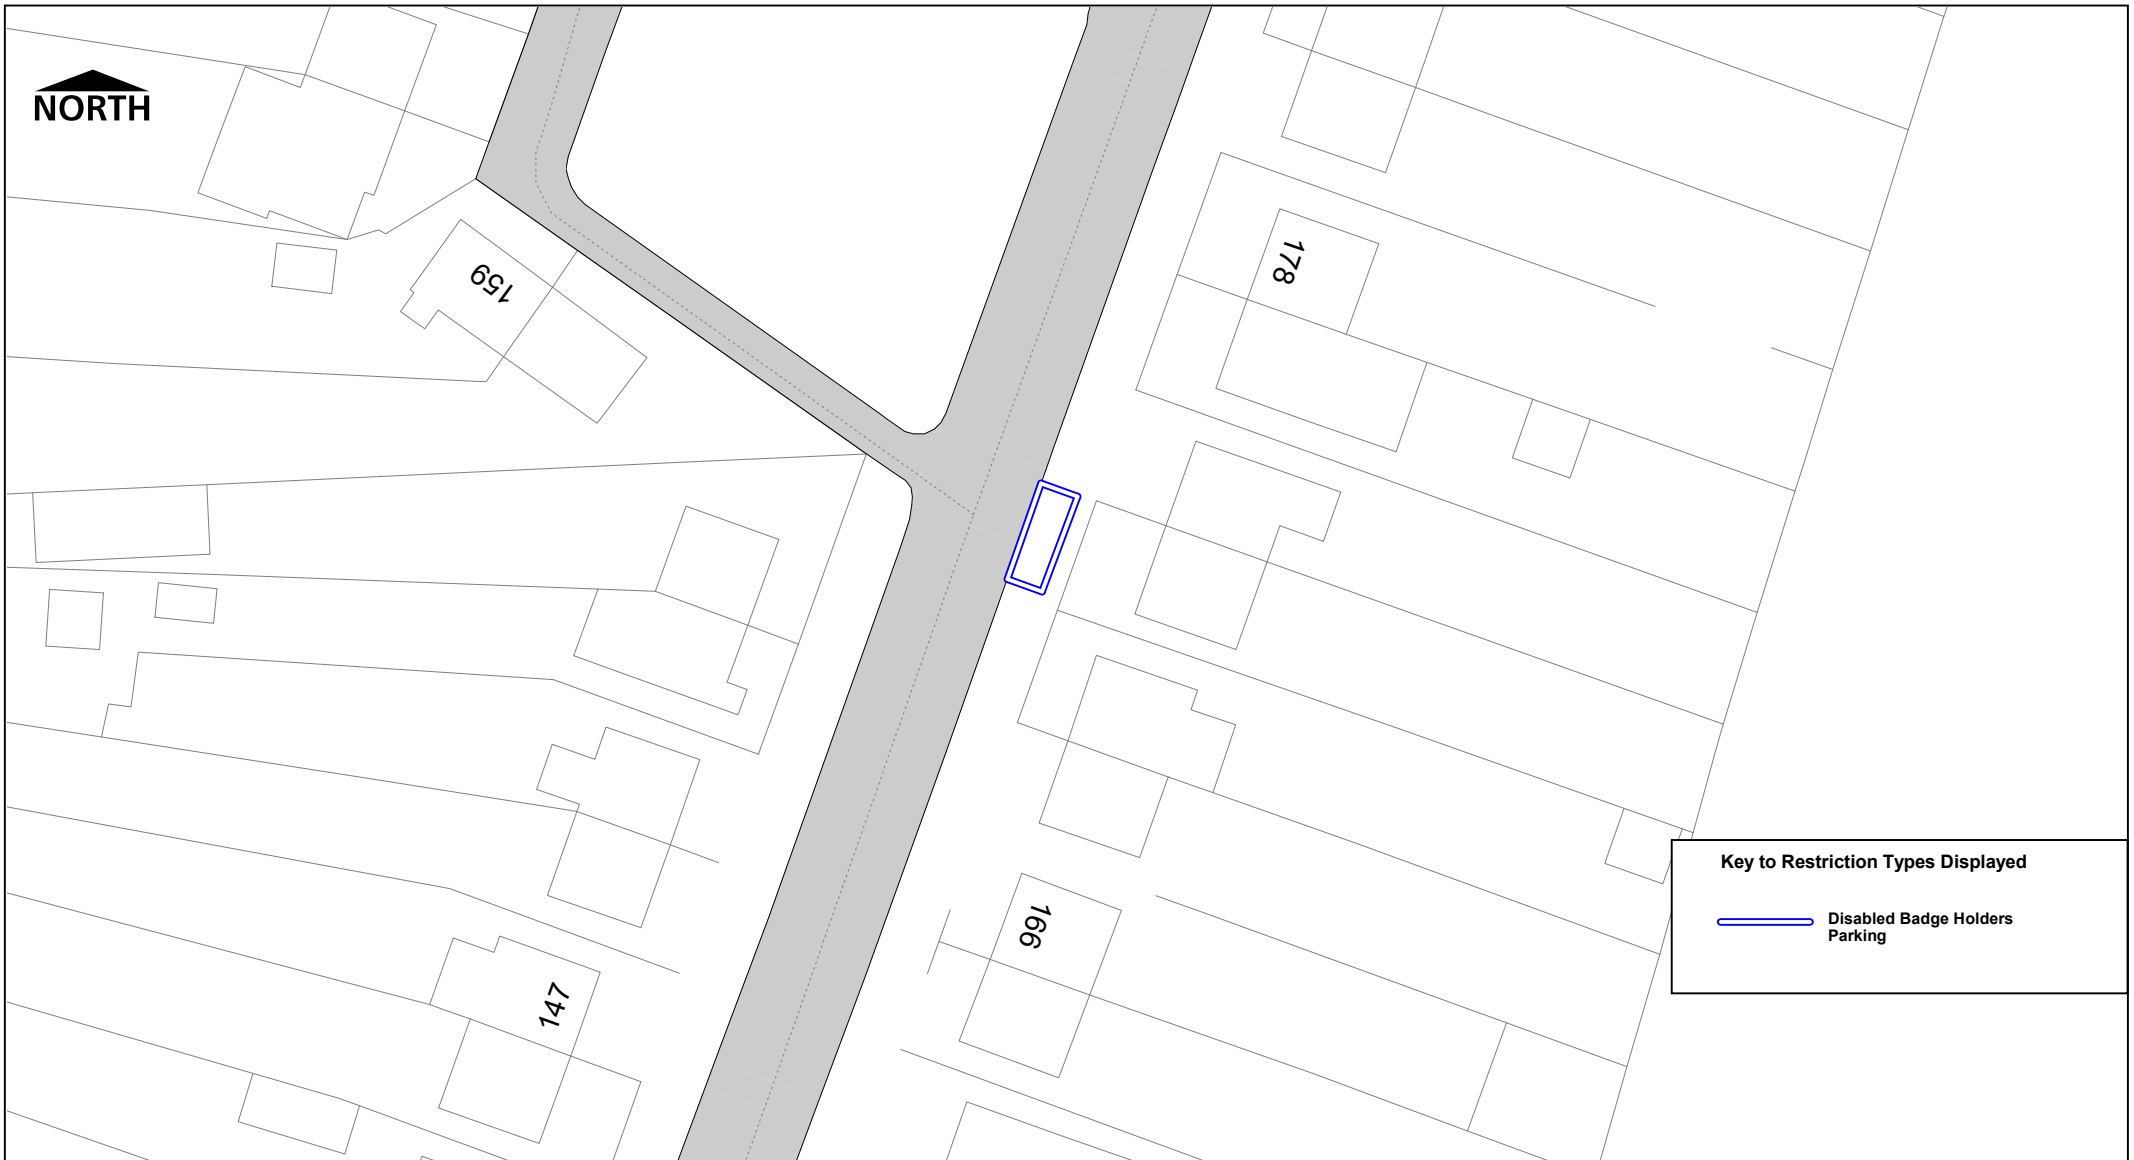 NORTH
159
178
166
147
Key to Restriction Types Displayed
Disabled Badge Holders
Parking